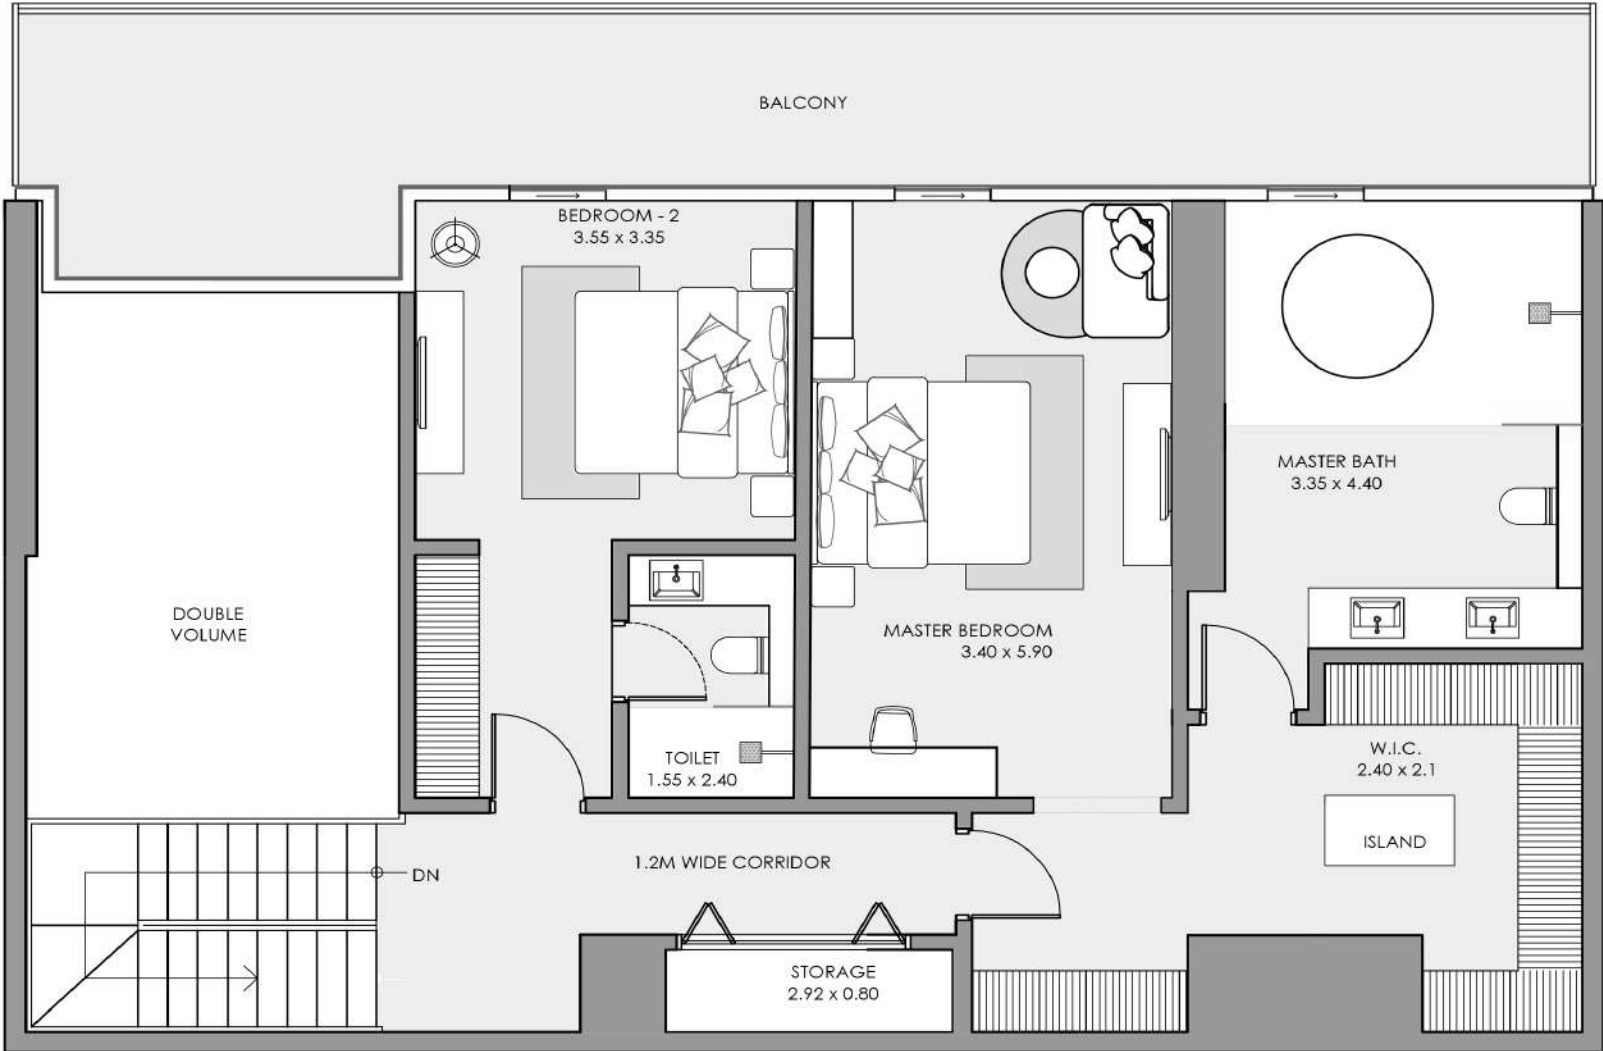 BALCONY
BEDROOM - 2
3.55 x 3.35
MASTER BATH
3.35 x 4.40
DOUBLE
VOLUME
MASTER BEDROOM
3.40 x 5.90
TOILET
1.55 x 2.40
W.I.C.
2.40 x 2.1
ISLAND
1.2M WIDE CORRIDOR
DN
STORAGE
2.92 x 0.80